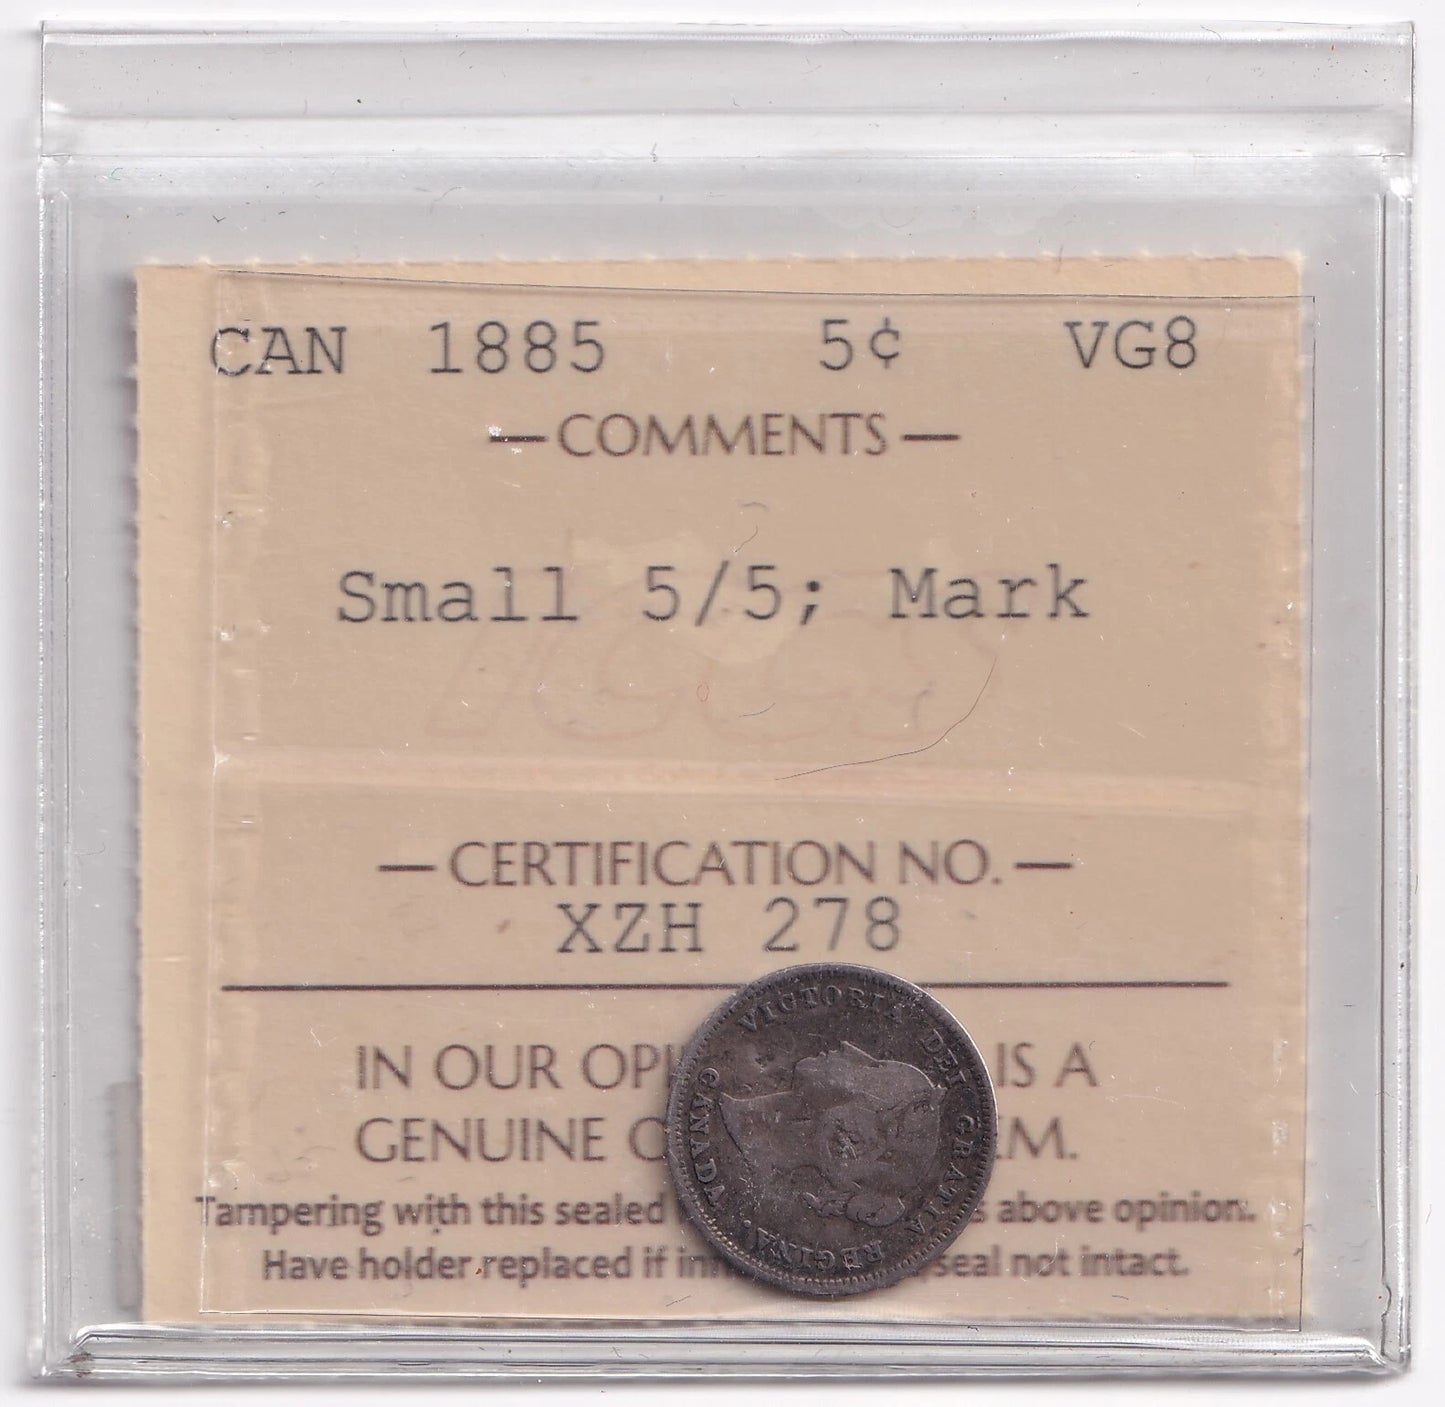 CAN 1885 5¢ VG8
— COMMENTS —
Small 5/5; Mark
ICCS
— CERTIFICATION NO. —
XZH 278
IN OUR OPI IS A
GENUINE M.
Tampering with this sealed above opinion.
Have holder replaced if seal not intact.
VICTORIA DEI GRATIA REGINA.
CANADA